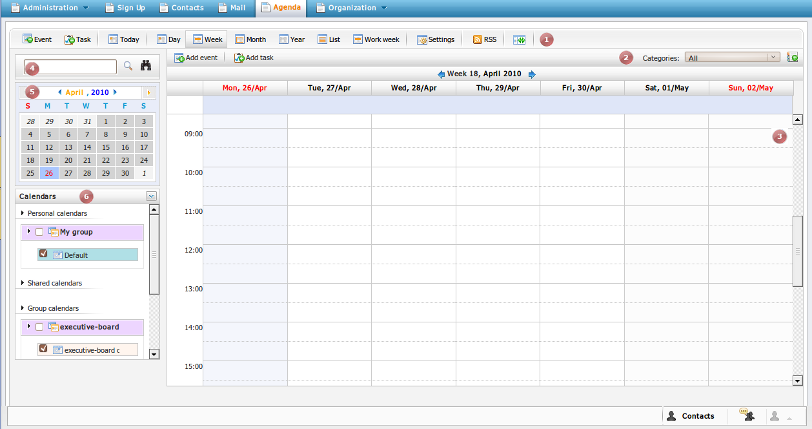 Administration Sign Up Contacts Mail Agenda Organization
Event Task Today Day Week Month Year List Work week Settings RSS 1
4
Add event Add task 2 Categories: All
5 April , 2010
Week 18, April 2010
S M T W T F S
28 29 30 31 1 2 3
4 5 6 7 8 9 10
11 12 13 14 15 16 17
18 19 20 21 22 23 24
25 26 27 28 29 30 1
Mon, 26/Apr Tue, 27/Apr Wed, 28/Apr Thu, 29/Apr Fri, 30/Apr Sat, 01/May Sun, 02/May
3
09:00
10:00
11:00
12:00
13:00
14:00
15:00
Calendars 6
Personal calendars
My group
Default
Shared calendars
Group calendars
executive-board
executive-board c
Contacts